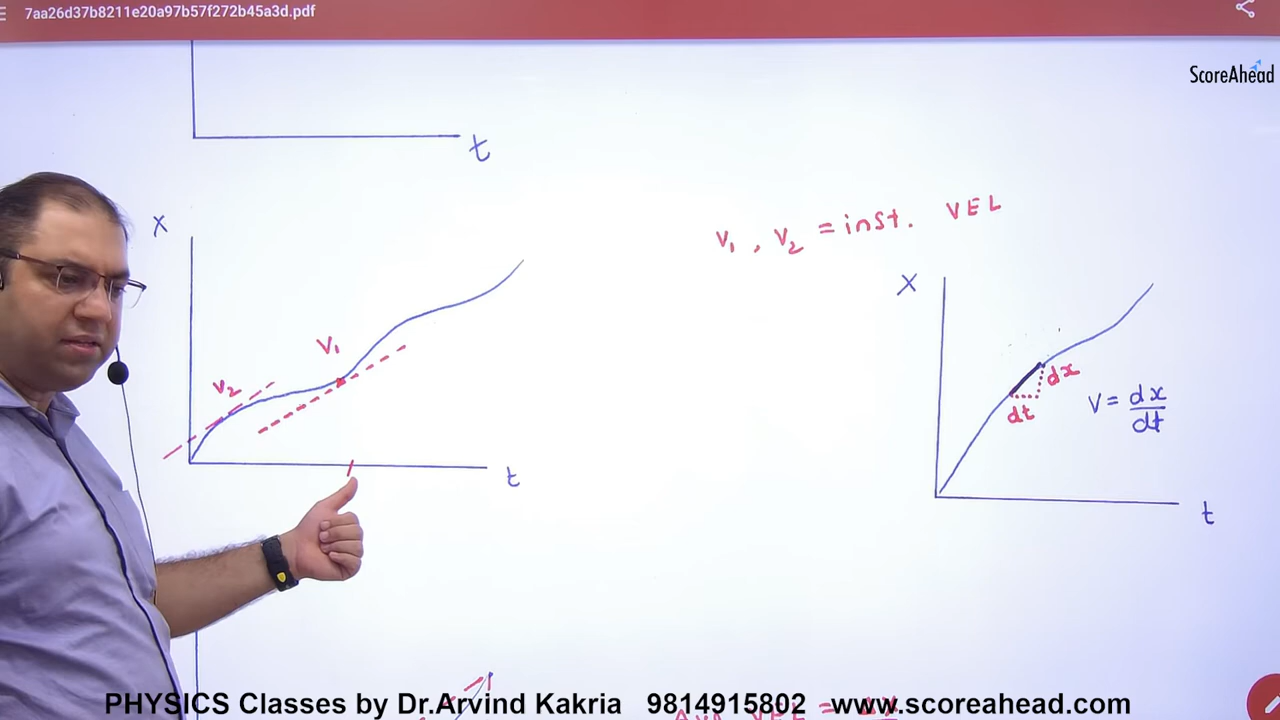 7aa26d37b8211e20a97b57f272b45a3d.pdf
ScoreAhead
t
X
V₁, V₂ = inst. VEL
X
V₁
V₂
dx
dt
V = dx/dt
t
t
VEL =
PHYSICS Classes by Dr.Arvind Kakria 9814915802 www.scoreahead.com